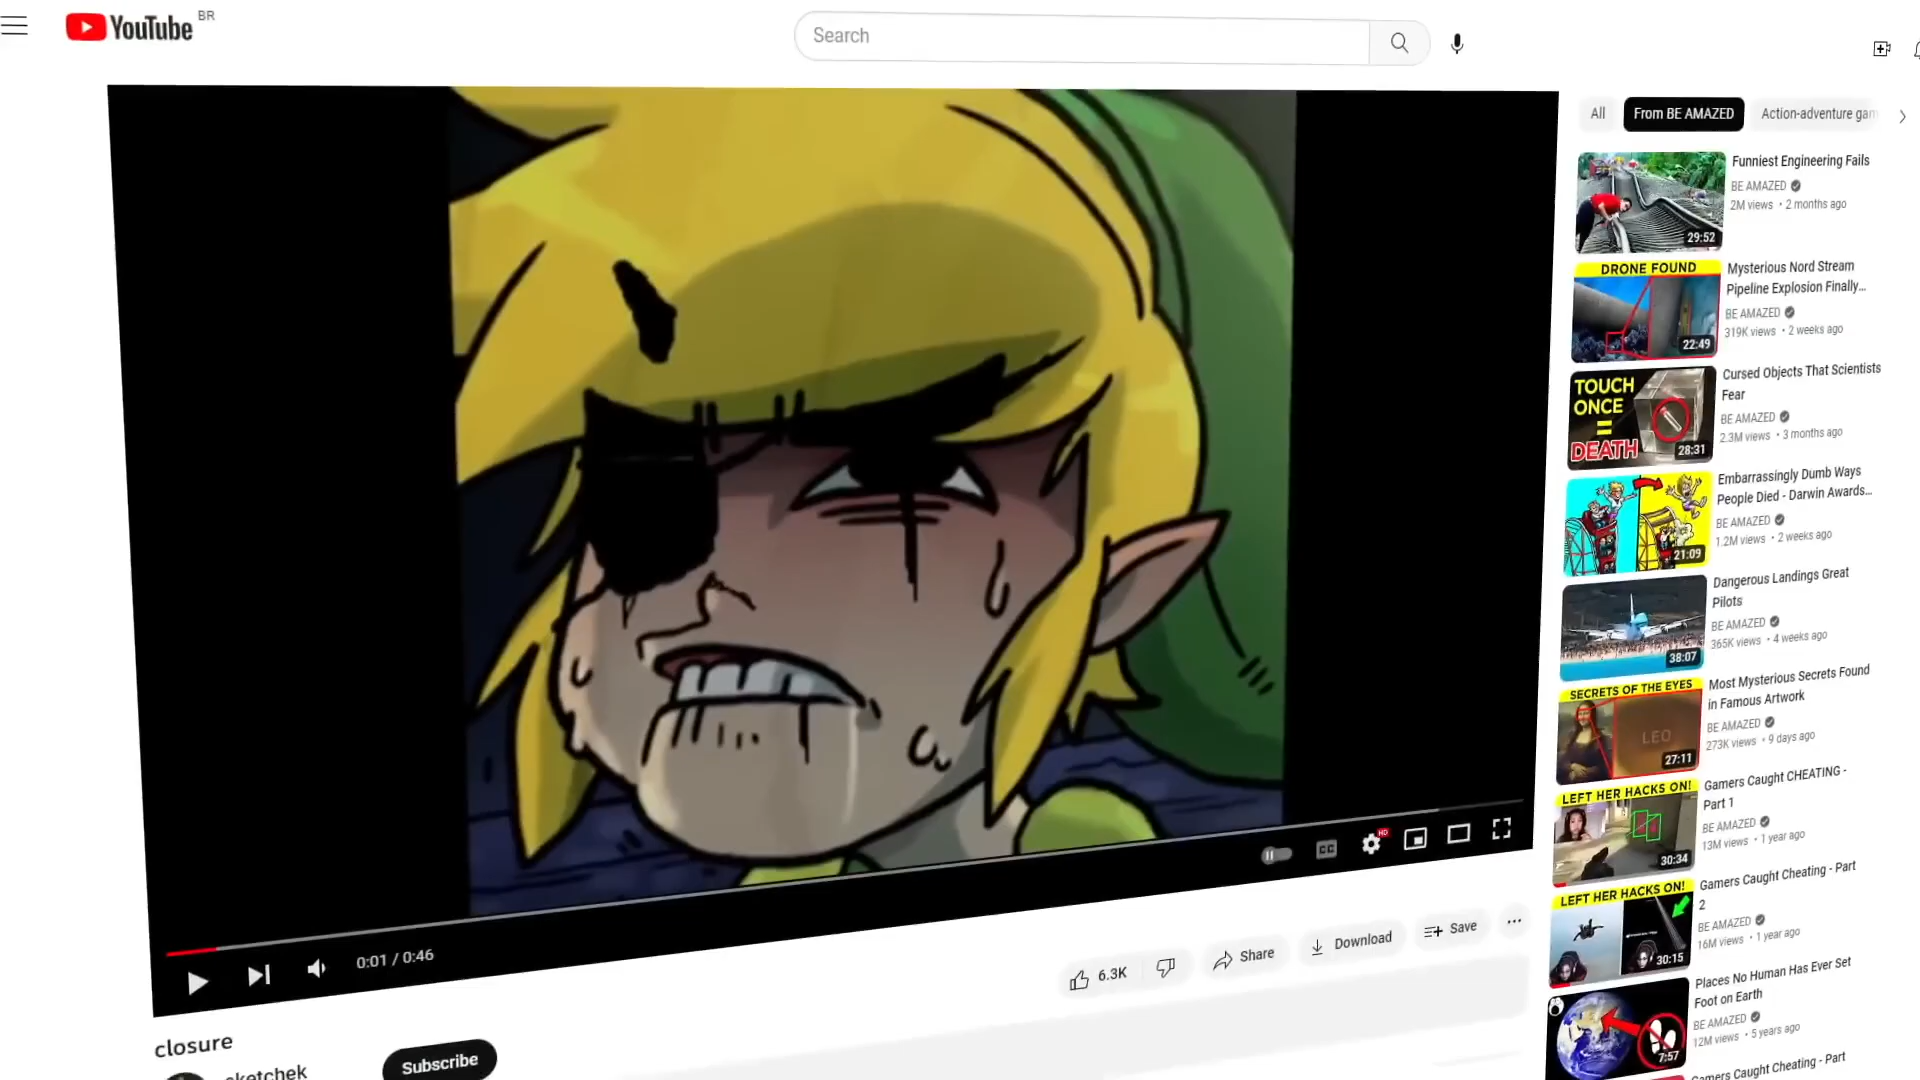 YouTube BR
Search
All
From BE AMAZED
Action-adventure gam
29:52
Funniest Engineering Fails
BE AMAZED
2M views • 2 months ago
DRONE FOUND
22:49
Mysterious Nord Stream
Pipeline Explosion Finally...
BE AMAZED
319K views • 2 weeks ago
TOUCH
ONCE
=
DEATH
28:31
Cursed Objects That Scientists
Fear
BE AMAZED
2.3M views • 3 months ago
21:09
Embarrassingly Dumb Ways
People Died - Darwin Awards...
BE AMAZED
1.2M views • 2 weeks ago
38:07
Dangerous Landings Great
Pilots
BE AMAZED
365K views • 4 weeks ago
SECRETS OF THE EYES
LEO
27:11
Most Mysterious Secrets Found
in Famous Artwork
BE AMAZED
273K views • 9 days ago
LEFT HER HACKS ON!
30:34
Gamers Caught CHEATING -
Part 1
BE AMAZED
13M views • 1 year ago
LEFT HER HACKS ON!
30:15
Gamers Caught Cheating - Part
2
BE AMAZED
16M views • 1 year ago
7:57
Places No Human Has Ever Set
Foot on Earth
BE AMAZED
12M views • 5 years ago
Gamers Caught Cheating - Part
CC
HD
0:01 / 0:46
6.3K
Share
Download
Save
closure
sketchek
Subscribe